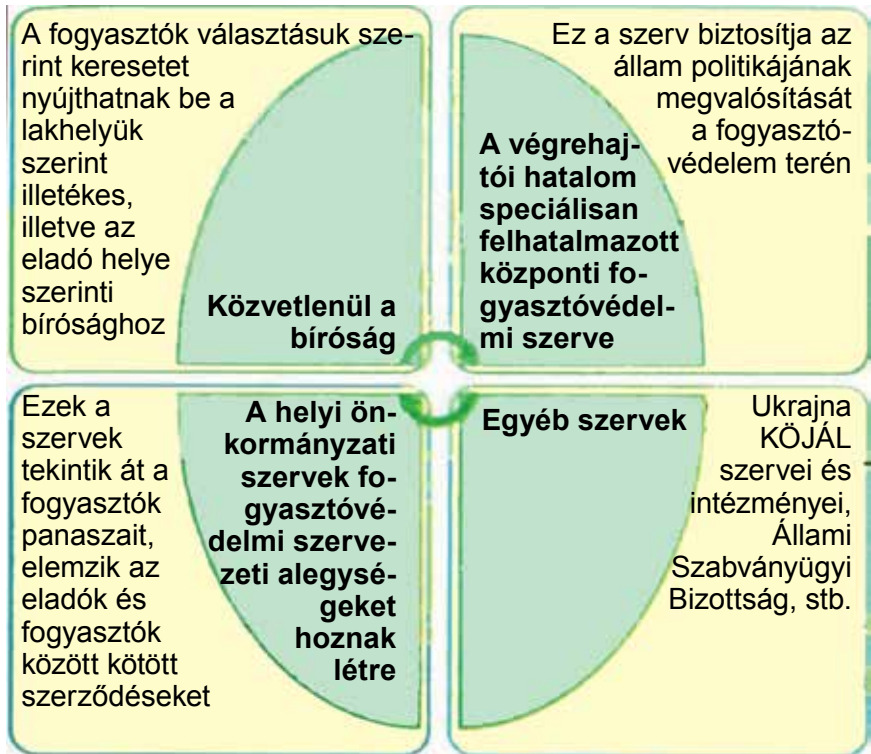 A fogyasztók választásuk sze-
rint keresetet
nyújthatnak be a
lakhelyük
szerint
illetékes,
illetve az
eladó helye
szerinti
bírósághoz
Közvetlenül a
bíróság
Ez a szerv biztosítja az
állam politikájának
megvalósítását
a fogyasztó-
védelem terén
A végrehaj-
tói hatalom
speciálisan
felhatalmazott
központi fo-
gyasztóvédel-
mi szerve
Ezek a
szervek
tekintik át a
fogyasztók
panaszait,
elemzik az
eladók és
fogyasztók
között kötött
szerződéseket
A helyi ön-
kormányzati
szervek fo-
gyasztóvé-
delmi szerve-
zeti alegysé-
geket
hoznak
létre
Egyéb szervek
Ukrajna
KÖJÁL
szervei és
intézményei,
Állami
Szabványügyi
Bizottság, stb.